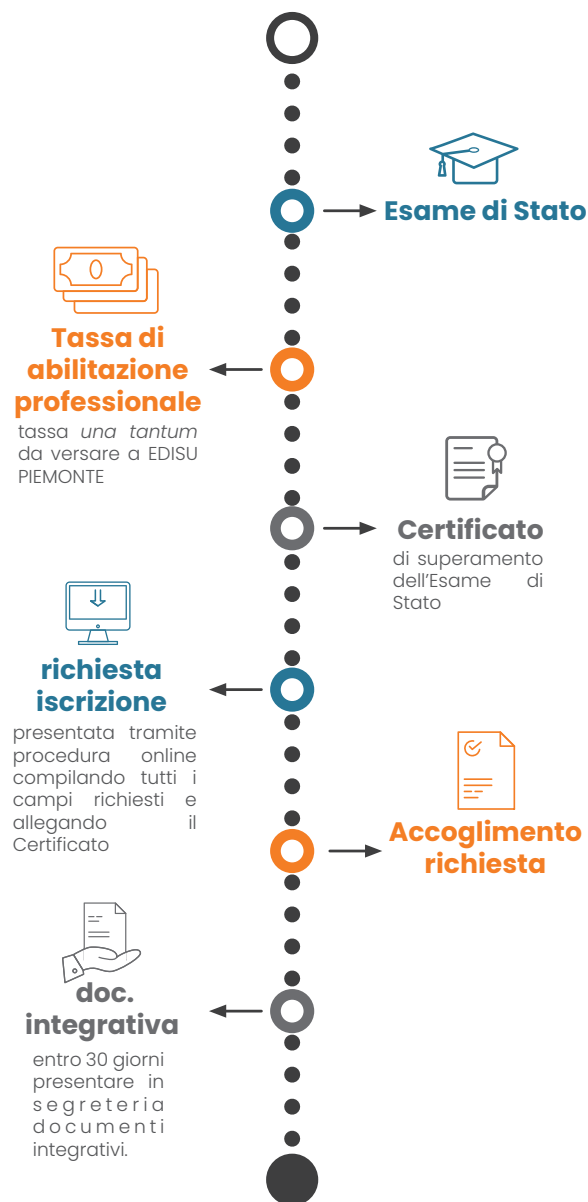 Esame di Stato
Tassa di
abilitazione
professionale
tassa una tantum
da versare a EDISU
PIEMONTE
Certificato
di superamento
dell'Esame di
Stato
richiesta
iscrizione
presentata tramite
procedura online
compilando tutti i
campi richiesti e
allegando il
Certificato
Accoglimento
richiesta
doc.
integrativa
entro 30 giorni
presentare in
segreteria
documenti
integrativi.